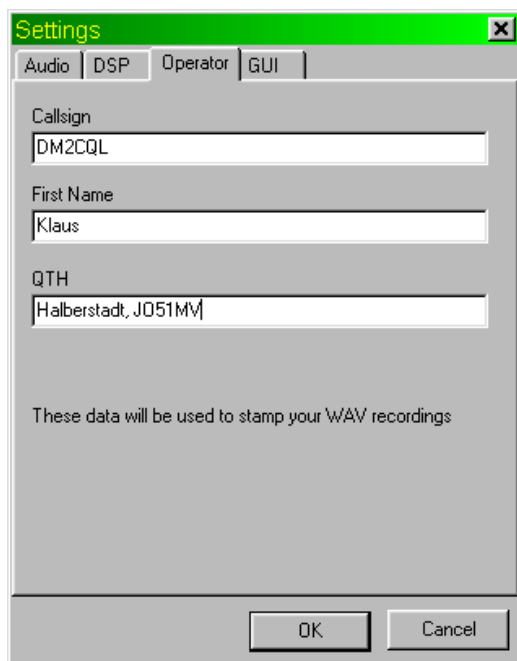 Settings
Audio DSP Operator GUI
Callsign
DM2CQL
First Name
Klaus
QTH
Halberstadt, JO51MV
These data will be used to stamp your WAV recordings
OK Cancel